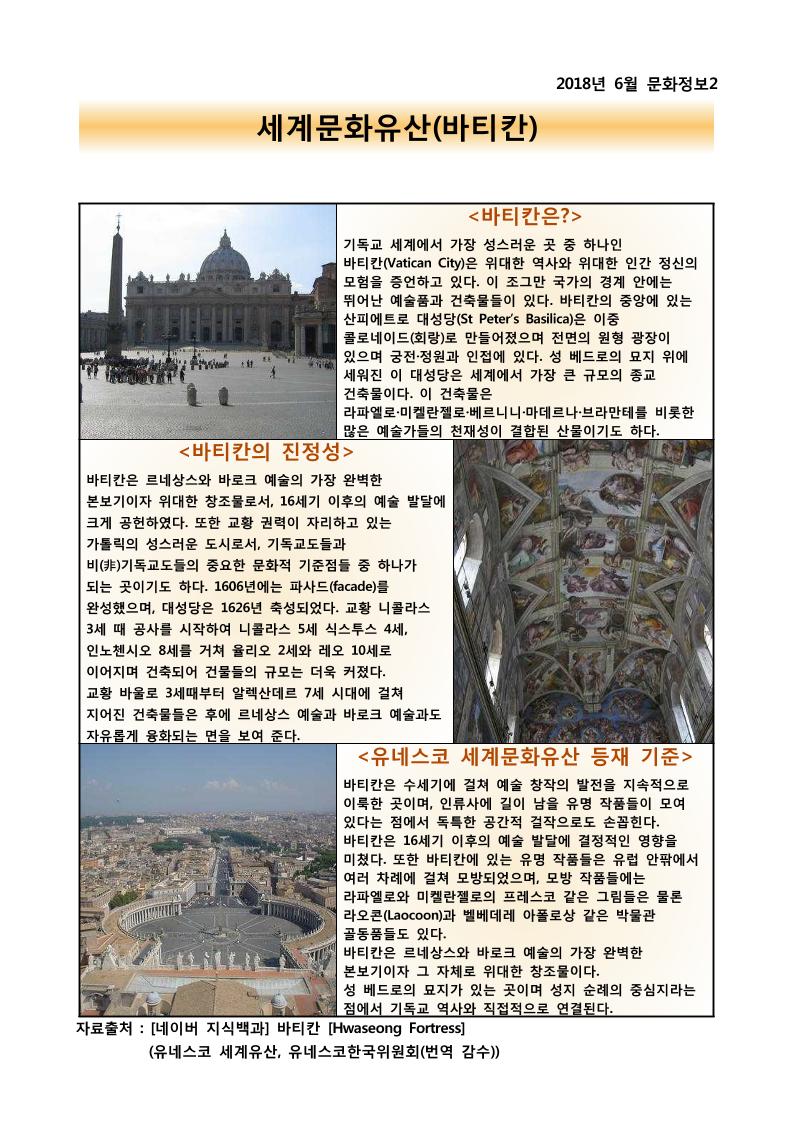 2018년 6월 문화정보2
세계문화유산(바티칸)
<바티칸은?>
기독교 세계에서 가장 성스러운 곳 중 하나인
바티칸(Vatican City)은 위대한 역사와 위대한 인간 정신의
모험을 증언하고 있다. 이 조그만 국가의 경계 안에는
뛰어난 예술품과 건축물들이 있다. 바티칸의 중앙에 있는
산피에트로 대성당(St Peter's Basilica)은 이중
콜로네이드(회랑)로 만들어졌으며 전면의 원형 광장이
있으며 궁전·정원과 인접에 있다. 성 베드로의 묘지 위에
세워진 이 대성당은 세계에서 가장 큰 규모의 종교
건축물이다. 이 건축물은
라파엘로·미켈란젤로·베르니니·마데르나·브라만테를 비롯한
많은 예술가들의 천재성이 결합된 산물이기도 하다.
<바티칸의 진정성>
바티칸은 르네상스와 바로크 예술의 가장 완벽한
본보기이자 위대한 창조물로서, 16세기 이후의 예술 발달에
크게 공헌하였다. 또한 교황 권력이 자리하고 있는
가톨릭의 성스러운 도시로서, 기독교도들과
비(非)기독교도들의 중요한 문화적 기준점들 중 하나가
되는 곳이기도 하다. 1606년에는 파사드(facade)를
완성했으며, 대성당은 1626년 축성되었다. 교황 니콜라스
3세 때 공사를 시작하여 니콜라스 5세 식스투스 4세,
인노첸시오 8세를 거쳐 율리오 2세와 레오 10세로
이어지며 건축되어 건물들의 규모는 더욱 커졌다.
교황 바울로 3세때부터 알렉산데르 7세 시대에 걸쳐
지어진 건축물들은 후에 르네상스 예술과 바로크 예술과도
자유롭게 융화되는 면을 보여 준다.
<유네스코 세계문화유산 등재 기준>
바티칸은 수세기에 걸쳐 예술 창작의 발전을 지속적으로
이룩한 곳이며, 인류사에 길이 남을 유명 작품들이 모여
있다는 점에서 독특한 공간적 걸작으로도 손꼽힌다.
바티칸은 16세기 이후의 예술 발달에 결정적인 영향을
미쳤다. 또한 바티칸에 있는 유명 작품들은 유럽 안팎에서
여러 차례에 걸쳐 모방되었으며, 모방 작품들에는
라파엘로와 미켈란젤로의 프레스코 같은 그림들은 물론
라오콘(Laocoon)과 벨베데레 아폴로상 같은 박물관
골동품들도 있다.
바티칸은 르네상스와 바로크 예술의 가장 완벽한
본보기이자 그 자체로 위대한 창조물이다.
성 베드로의 묘지가 있는 곳이며 성지 순례의 중심지라는
점에서 기독교 역사와 직접적으로 연결된다.
자료출처 : [네이버 지식백과] 바티칸 [Hwaseong Fortress]
(유네스코 세계유산, 유네스코한국위원회(번역 감수))